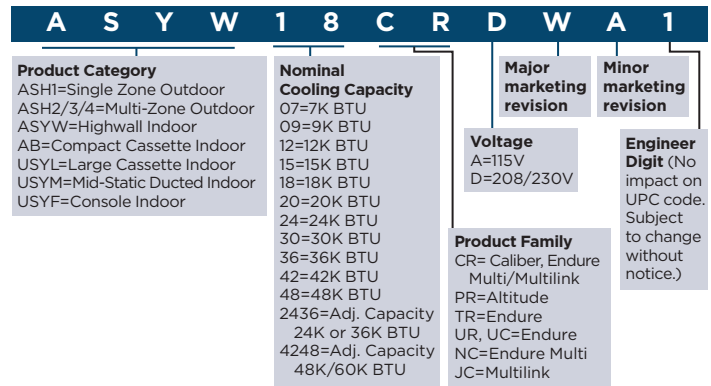 A S Y W 1 8 C R D W A 1
Product Category
ASH1=Single Zone Outdoor
ASH2/3/4=Multi-Zone Outdoor
ASYW=Highwall Indoor
AB=Compact Cassette Indoor
USYL=Large Cassette Indoor
USYM=Mid-Static Ducted Indoor
USYF=Console Indoor
Nominal
Cooling Capacity
07=7K BTU
09=9K BTU
12=12K BTU
15=15K BTU
18=18K BTU
20=20K BTU
24=24K BTU
30=30K BTU
36=36K BTU
42=42K BTU
48=48K BTU
2436=Adj. Capacity
24K or 36K BTU
4248=Adj. Capacity
48K/60K BTU
Product Family
CR= Caliber, Endure
Multi/Multilink
PR=Altitude
TR=Endure
UR, UC=Endure
NC=Endure Multi
JC=Multilink
Voltage
A=115V
D=208/230V
Major
marketing
revision
Minor
marketing
revision
Engineer
Digit (No
impact on
UPC code.
Subject
to change
without
notice.)